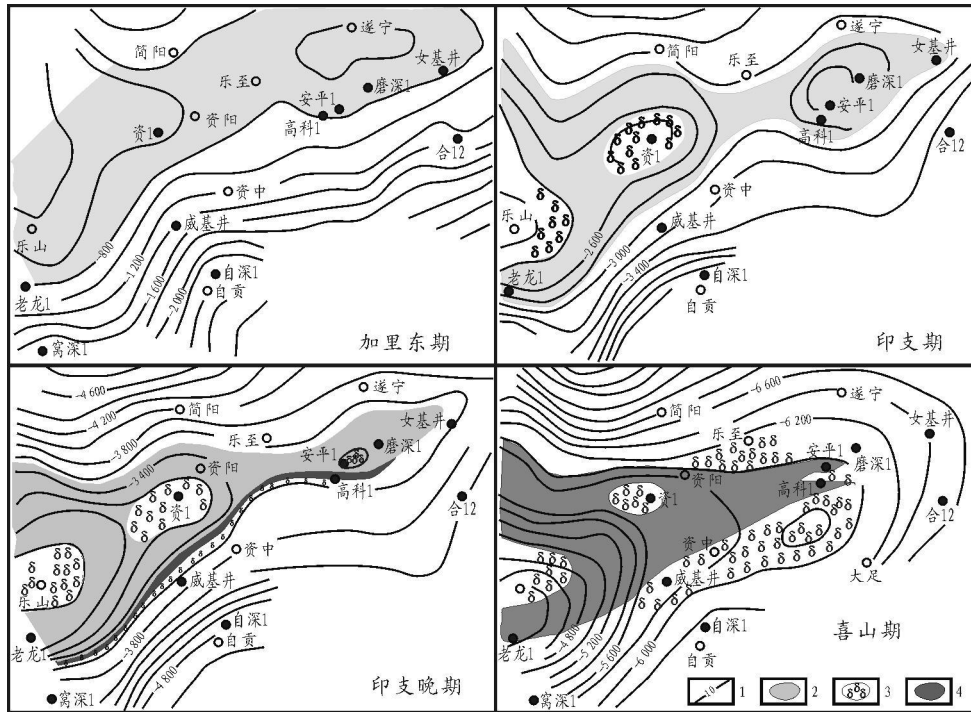 遂宁
简阳
女基井
乐至
磨深1
安平1
高科1
资阳
资1
合12
资中
乐山
威基井
-800
-1 200
-1 600
-2 000
自深1
自贡
老龙1
窝深1
加里东期
遂宁
简阳
女基井
乐至
磨深1
安平1
高科1
资1
合12
资中
乐山
威基井
-2 600
-3 000
-3 400
自深1
自贡
老龙1
印支期
-4 600
遂宁
-4 200
简阳
女基井
-3 800
乐至
磨深1
安平1
资阳
-3 400
高科1
资1
合12
资中
乐山
威基井
自深1
老龙1
-3 800
自贡
-4 800
窝深1
印支晚期
-6 600
遂宁
简阳
-6 200
女基井
乐至
安平1
磨深1
资阳
高科1
资1
合12
资中
大足
威基井
老龙1
-4 800
-5 200
-5 600
-6 000
自深1
自贡
喜山期
窝深1
10 1 2 3 4